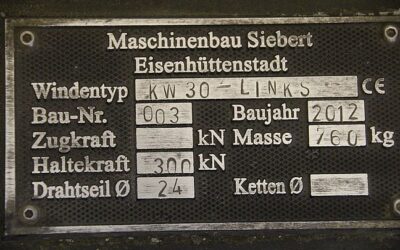 Maschinenbau Siebert
Eisenhüttenstadt
Windentyp KW 30 - LINKS CE
Bau-Nr. 003 Baujahr 2012
Zugkraft kN Masse 760 kg
Haltekraft 300 kN
Drahtseil Ø 24 Ketten Ø